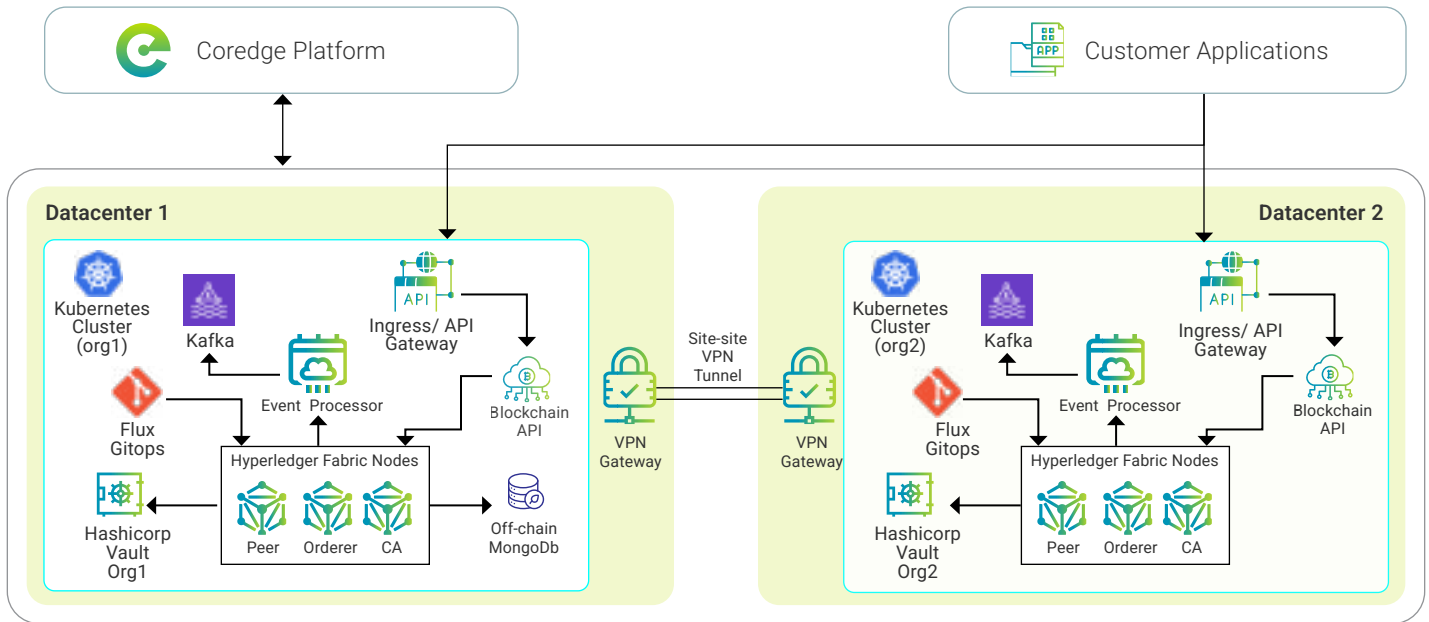 Coredge Platform
APP
Customer Applications
Datacenter 1
Kubernetes
Cluster
(org1)
Kafka
API
Ingress/ API
Gateway
Event Processor
Flux
Gitops
Blockchain
API
Hyperledger Fabric Nodes
Peer
Orderer
CA
Hashicorp
Vault
Org1
Off-chain
MongoDb
VPN
Gateway
Site-site
VPN
Tunnel
VPN
Gateway
Datacenter 2
Kubernetes
Cluster
(org2)
Kafka
API
Ingress/ API
Gateway
Event Processor
Flux
Gitops
Blockchain
API
Hyperledger Fabric Nodes
Peer
Orderer
CA
Hashicorp
Vault
Org2